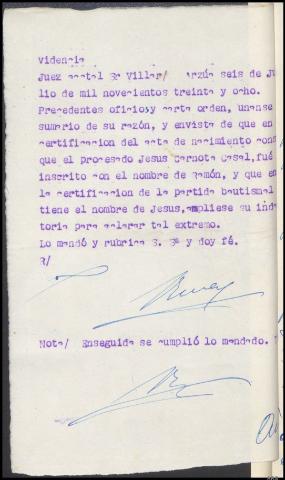 Videncia
Juez Sr Villar/ Arzúa seis de Ju
lio de mil novecientos treinta y ocho.
Precedentes oficios y carta orden, unanse
sumario de su razón, y envista de que en
certificacion del acta de nacimiento cons
que el procesado Jesus Carnota Casal,fué
inscrito con el nombre de Ramón, y que en
la certificacion de la partida bautismal
tiene el nombre de Jesus,ampliese su inda
toria para aclarar tal extremo.
Lo mandó y rubrica S. Sª y doy fé.
R/
Nota/ Enseguida se cumplió lo mandado.